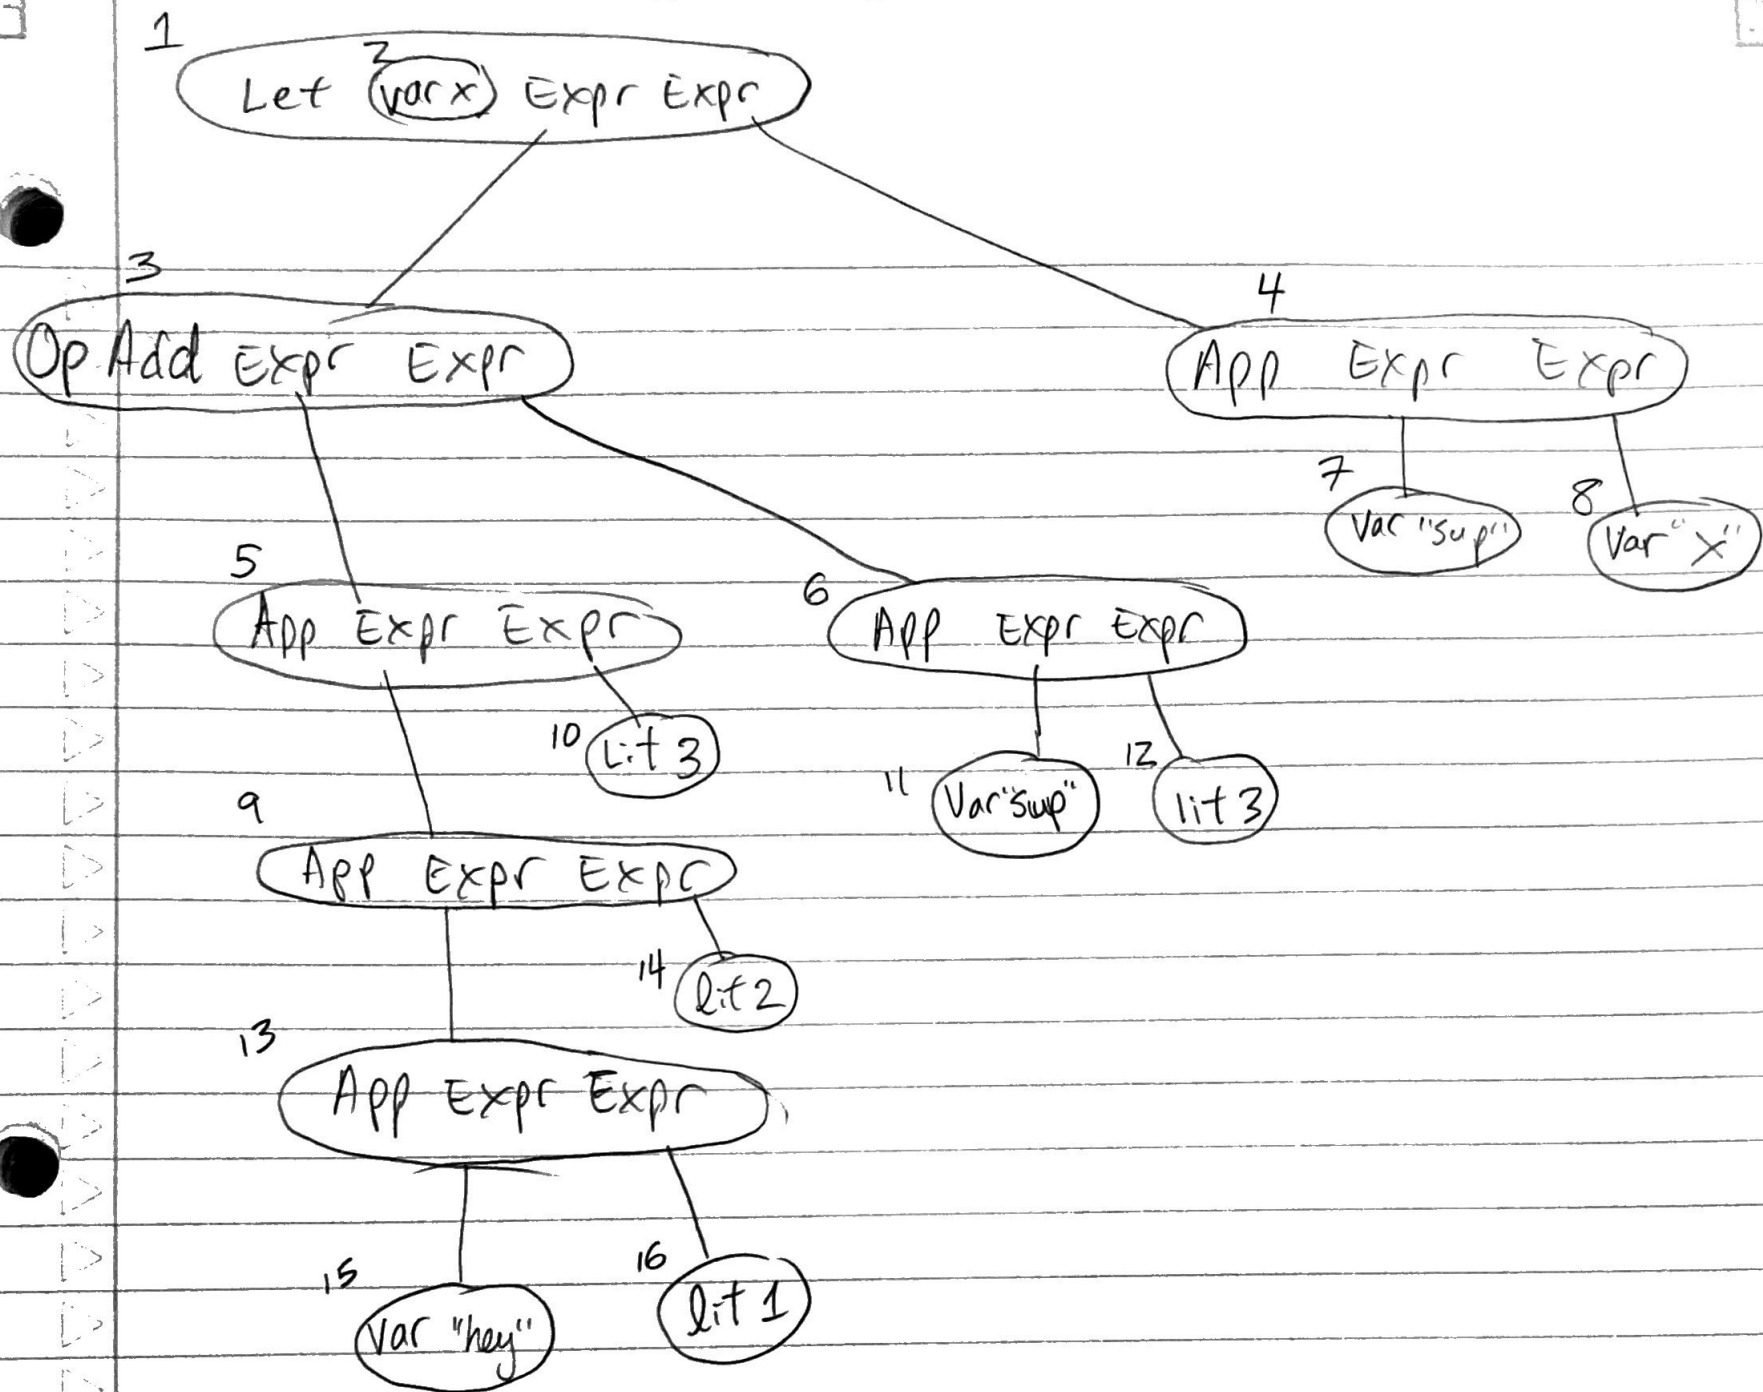 1
2
Let var x Expr Expr
3
4
Op Add Expr Expr
App Expr Expr
7
8
Var "sup"
Var "x"
5
6
App Expr Expr
App Expr Expr
10
Lit 3
11
12
Var "sup"
lit 3
9
App Expr Expr
14
lit 2
13
App Expr Expr
15
16
var "hey"
lit 1